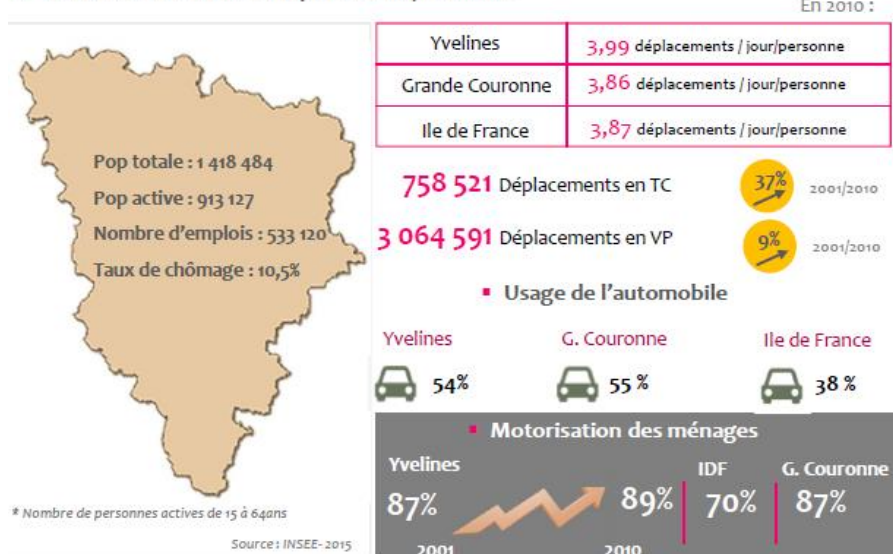 En 2010 :
Yvelines 3,99 déplacements / jour/personne
Grande Couronne 3,86 déplacements / jour/personne
Ile de France 3,87 déplacements / jour/personne
Pop totale : 1 418 484
Pop active : 913 127
Nombre d'emplois : 533 120
Taux de chômage : 10,5%
758 521 Déplacements en TC 37% 2001/2010
3 064 591 Déplacements en VP 9% 2001/2010
▪ Usage de l'automobile
Yvelines G. Couronne Ile de France
54% 55 % 38 %
▪ Motorisation des ménages
Yvelines IDF G. Couronne
87% 89% 70% 87%
2001 2010
* Nombre de personnes actives de 15 à 64ans
Source : INSEE- 2015